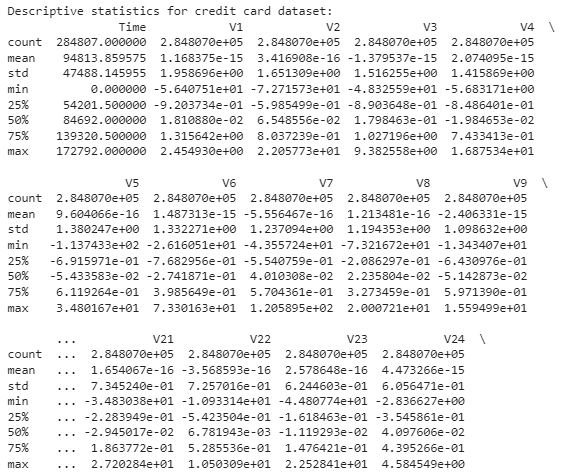 Descriptive statistics for credit card dataset:
                Time            V1            V2            V3            V4  \
count  284807.000000  2.848070e+05  2.848070e+05  2.848070e+05  2.848070e+05
mean    94813.859575  1.168375e-15  3.416908e-16 -1.379537e-15  2.074095e-15
std     47488.145955  1.958696e+00  1.651309e+00  1.516255e+00  1.415869e+00
min         0.000000 -5.640751e+01 -7.271573e+01 -4.832559e+01 -5.683171e+00
25%     54201.500000 -9.203734e-01 -5.985499e-01 -8.903648e-01 -8.486401e-01
50%     84692.000000  1.810880e-02  6.548556e-02  1.798463e-01 -1.984653e-02
75%    139320.500000  1.315642e+00  8.037239e-01  1.027196e+00  7.433413e-01
max    172792.000000  2.454930e+00  2.205773e+01  9.382558e+00  1.687534e+01
                 V5            V6            V7            V8            V9  \
count  2.848070e+05  2.848070e+05  2.848070e+05  2.848070e+05  2.848070e+05
mean   9.604066e-16  1.487313e-15 -5.556467e-16  1.213481e-16 -2.406331e-15
std    1.380247e+00  1.332271e+00  1.237094e+00  1.194353e+00  1.098632e+00
min   -1.137433e+02 -2.616051e+01 -4.355724e+01 -7.321672e+01 -1.343407e+01
25%   -6.915971e-01 -7.682956e-01 -5.540759e-01 -2.086297e-01 -6.430976e-01
50%   -5.433583e-02 -2.741871e-01  4.010308e-02  2.235804e-02 -5.142873e-02
75%    6.119264e-01  3.985649e-01  5.704361e-01  3.273459e-01  5.971390e-01
max    3.480167e+01  7.330163e+01  1.205895e+02  2.000721e+01  1.559499e+01
       ...           V21           V22           V23           V24  \
count  ...  2.848070e+05  2.848070e+05  2.848070e+05  2.848070e+05
mean   ...  1.654067e-16 -3.568593e-16  2.578648e-16  4.473266e-15
std    ...  7.345240e-01  7.257016e-01  6.244603e-01  6.056471e-01
min    ... -3.483038e+01 -1.093314e+01 -4.480774e+01 -2.836627e+00
25%    ... -2.283949e-01 -5.423504e-01 -1.618463e-01 -3.545861e-01
50%    ... -2.945017e-02  6.781943e-03 -1.119293e-02  4.097606e-02
75%    ...  1.863772e-01  5.285536e-01  1.476421e-01  4.395266e-01
max    ...  2.720284e+01  1.050309e+01  2.252841e+01  4.584549e+00